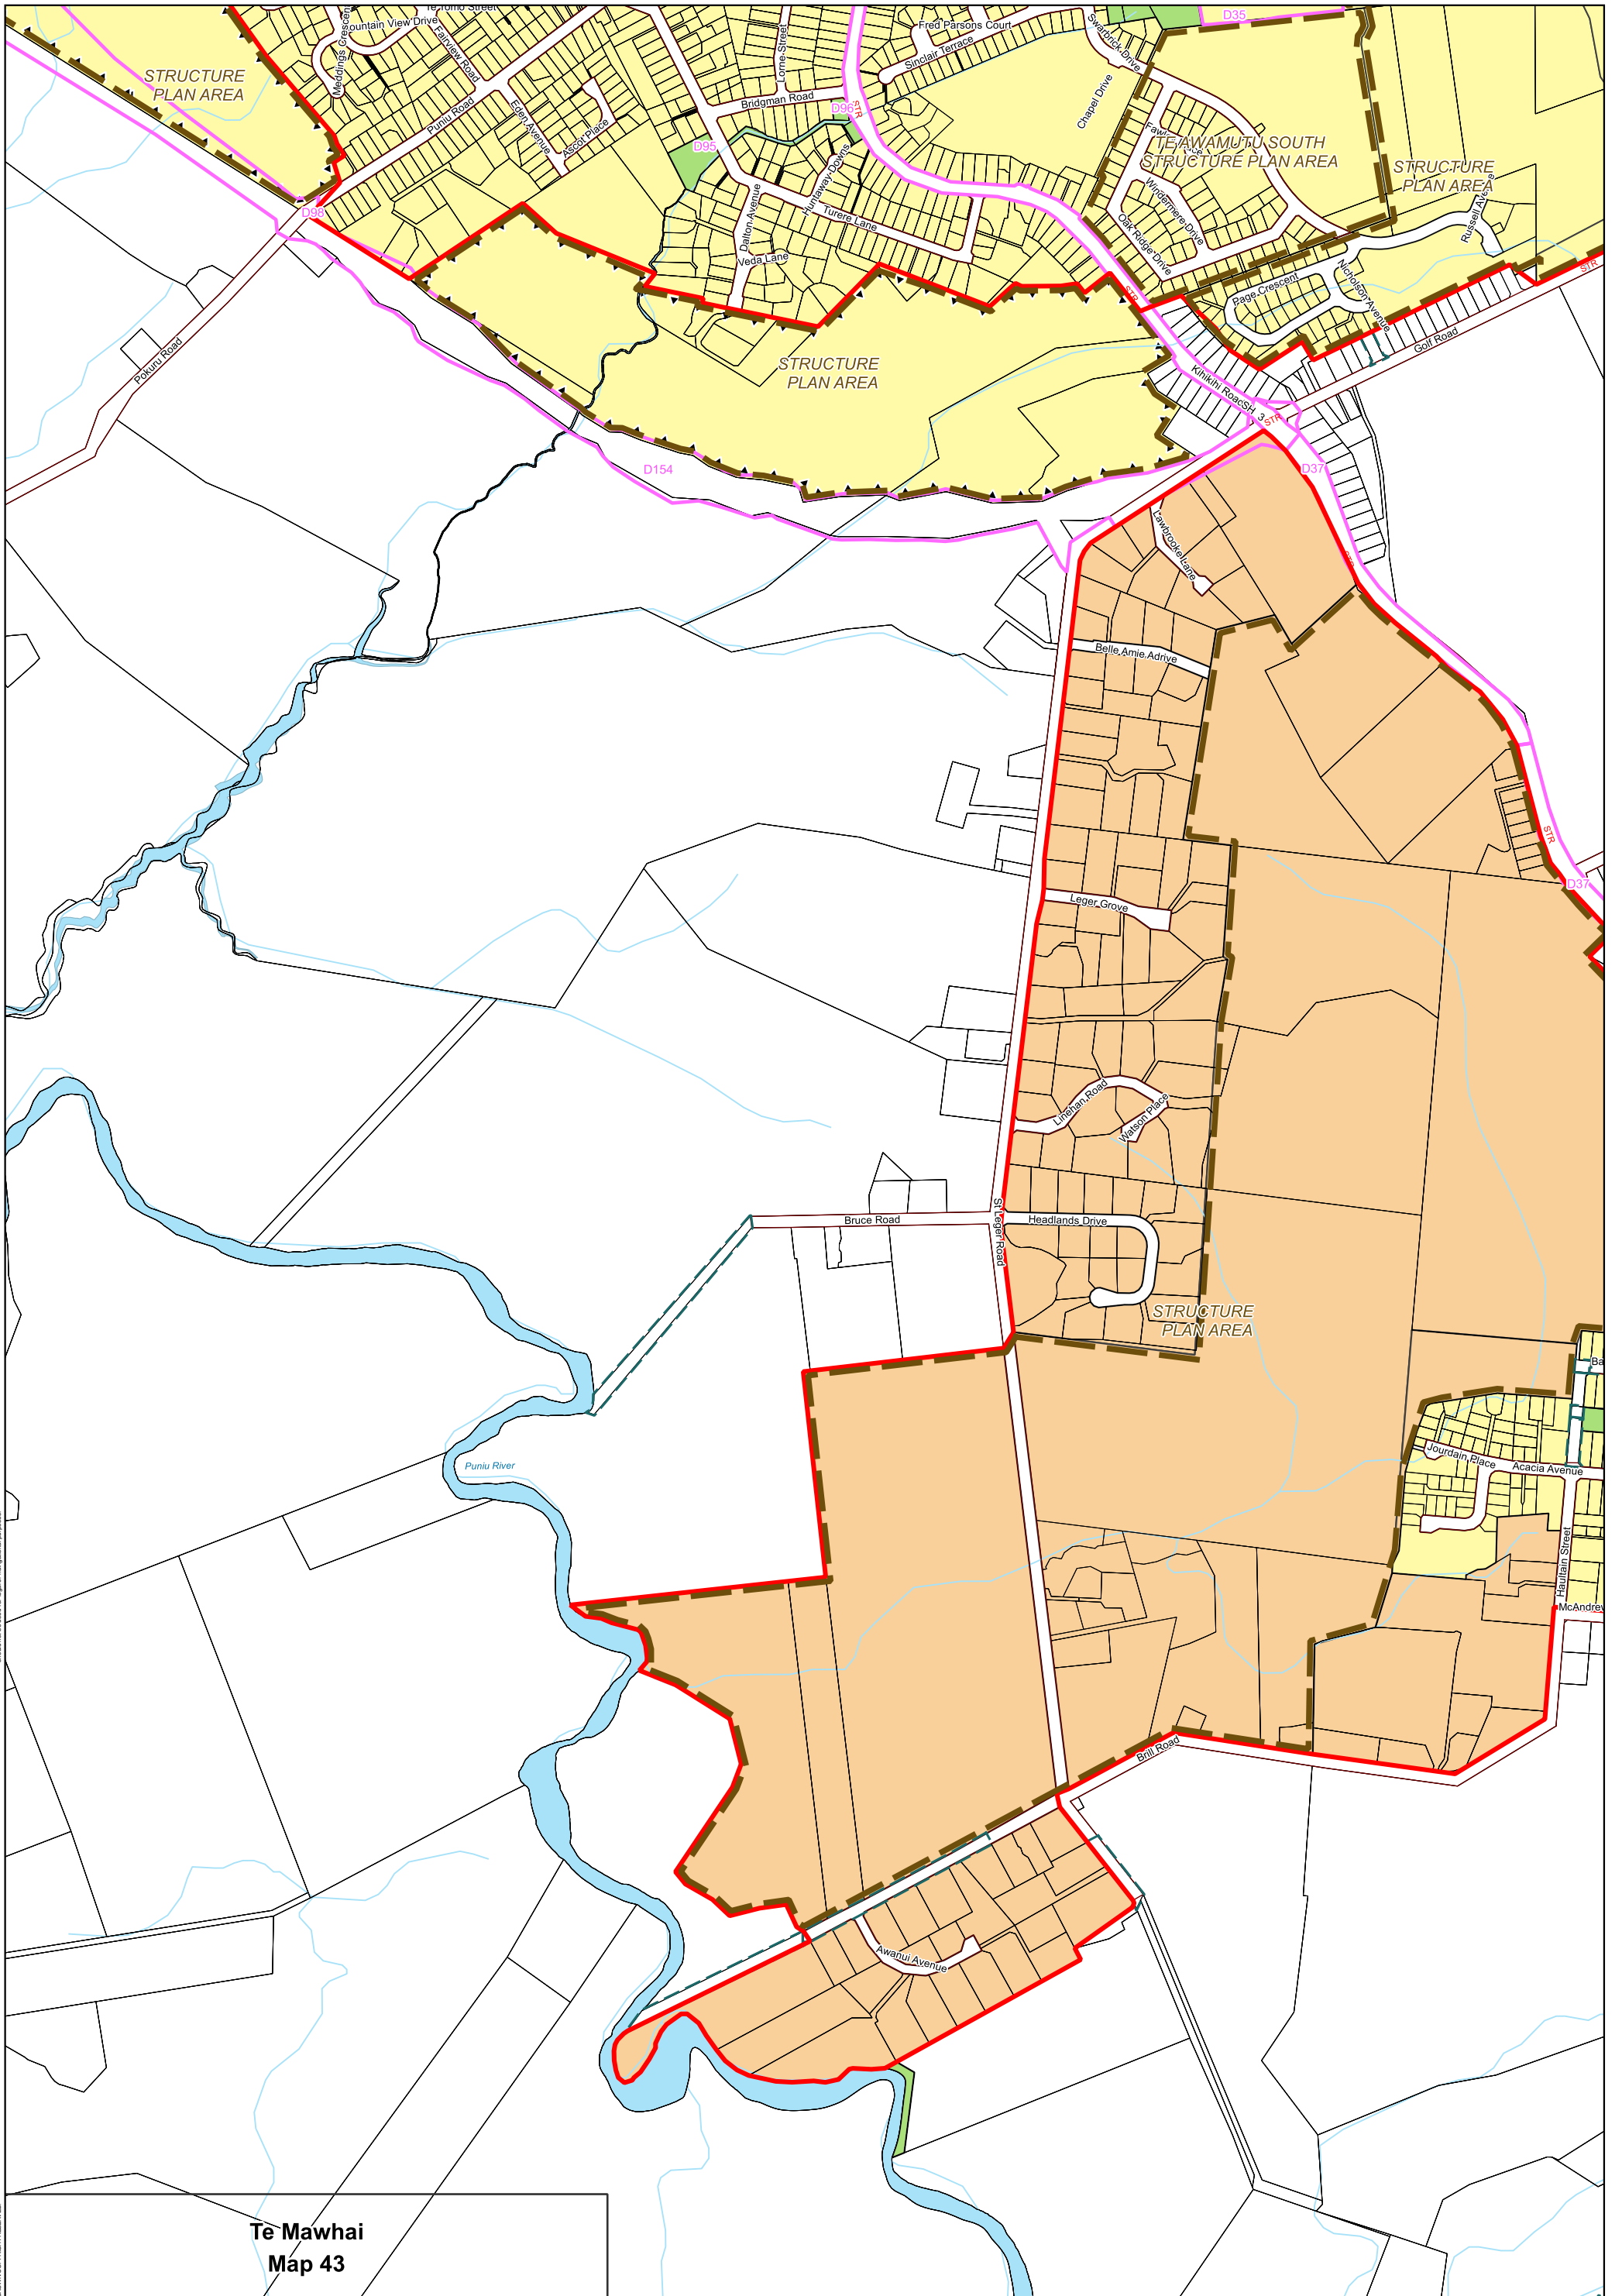 Te Tomo Street
D35
Fred Parsons Court
Mountain View Drive
Swarbrick Drive
Meddings Crescent
Fairview Road
Lorne Street
Sinclair Terrace
STRUCTURE
PLAN AREA
Chapel Drive
Puniu Road
Eden Avenue
Ascot Place
Bridgman Road
D96
STR
TE AWAMUTU SOUTH
STRUCTURE PLAN AREA
D95
STRUCTURE
PLAN AREA
Huntaway Downs
Windermere Drive
Dalton Avenue
Turere Lane
Oak Ridge Drive
Russell Avenue
D98
Veda Lane
Page Crescent
Nicholson Avenue
STR
STR
Pokuru Road
STRUCTURE
PLAN AREA
Golf Road
Kihikihi Road
SH 3
STR
D154
D37
Lawbrooke Lane
STR
Belle Amie Adrive
STR
D37
Leger Grove
Linehan Road
Watson Place
Bruce Road
St Leger Road
Headlands Drive
STRUCTURE
PLAN AREA
Ba
Puniu River
Jourdain Place
Acacia Avenue
Haultain Street
McAndrew
Brill Road
Awanui Avenue
Te Mawhai
Map 43